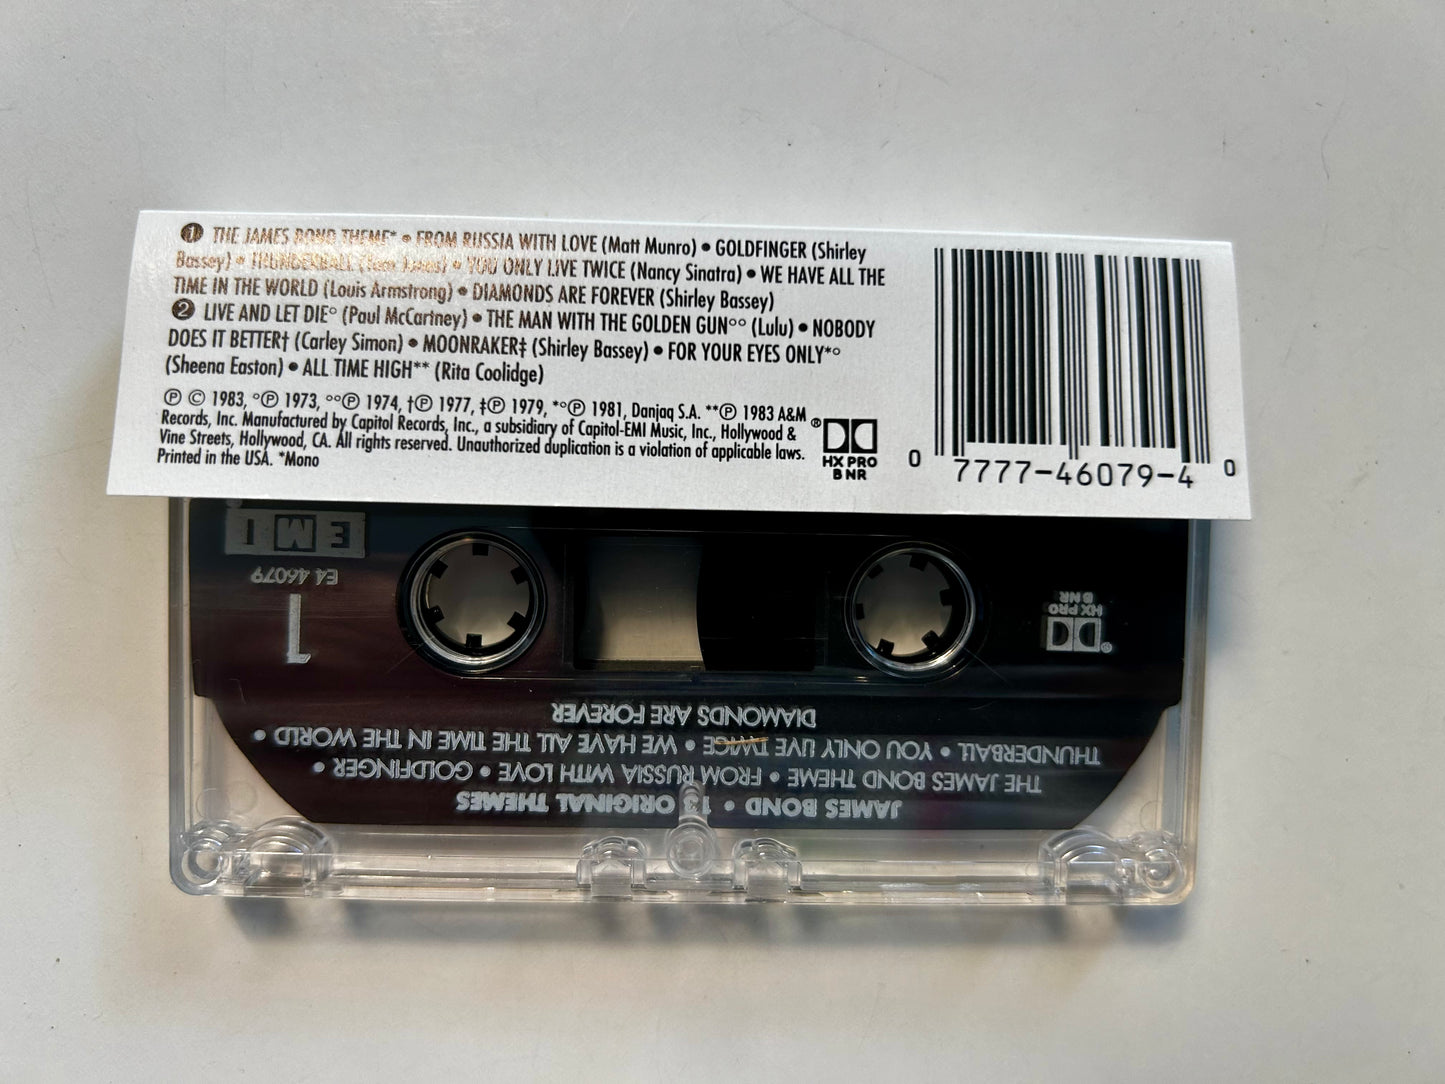 1 THE JAMES BOND THEME* • FROM RUSSIA WITH LOVE (Matt Munro) • GOLDFINGER (Shirley
Bassey) • THUNDERBALL (Tom Jones) • YOU ONLY LIVE TWICE (Nancy Sinatra) • WE HAVE ALL THE
TIME IN THE WORLD (Louis Armstrong) • DIAMONDS ARE FOREVER (Shirley Bassey)
2 LIVE AND LET DIE° (Paul McCartney) • THE MAN WITH THE GOLDEN GUN°° (Lulu) • NOBODY
DOES IT BETTER† (Carley Simon) • MOONRAKER‡ (Shirley Bassey) • FOR YOUR EYES ONLY*°
(Sheena Easton) • ALL TIME HIGH** (Rita Coolidge)
℗ © 1983, °℗ 1973, °°℗ 1974, †℗ 1977, ‡℗ 1979, *°℗ 1981, Danjaq S.A. **℗ 1983 A&M
Records, Inc. Manufactured by Capitol Records, Inc., a subsidiary of Capitol-EMI Music, Inc., Hollywood &
Vine Streets, Hollywood, CA. All rights reserved. Unauthorized duplication is a violation of applicable laws.
Printed in the USA. *Mono
®
HX PRO
B NR
0 7777-46079-4 0
JAMES BOND • 13 ORIGINAL THEMES
THE JAMES BOND THEME • FROM RUSSIA WITH LOVE • GOLDFINGER •
THUNDERBALL • YOU ONLY LIVE TWICE • WE HAVE ALL THE TIME IN THE WORLD •
DIAMONDS ARE FOREVER
®
HX PRO
B NR
1
E4 46079
EMI